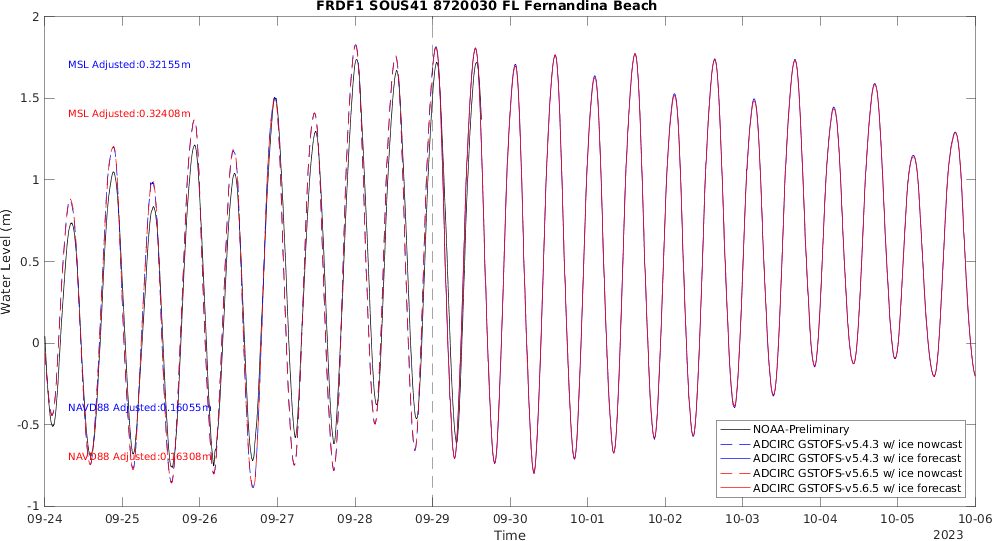 FRDF1 SOUS41 8720030 FL Fernandina Beach
2
1.5
1
0.5
0
-0.5
-1
Water Level (m)
MSL Adjusted:0.32155m
MSL Adjusted:0.32408m
NAVD88 Adjusted:0.16055m
NAVD88 Adjusted:0.16308m
NOAA-Preliminary
ADCIRC GSTOFS-v5.4.3 w/ ice nowcast
ADCIRC GSTOFS-v5.4.3 w/ ice forecast
ADCIRC GSTOFS-v5.6.5 w/ ice nowcast
ADCIRC GSTOFS-v5.6.5 w/ ice forecast
09-24 09-25 09-26 09-27 09-28 09-29 09-30 10-01 10-02 10-03 10-04 10-05 10-06
Time
2023